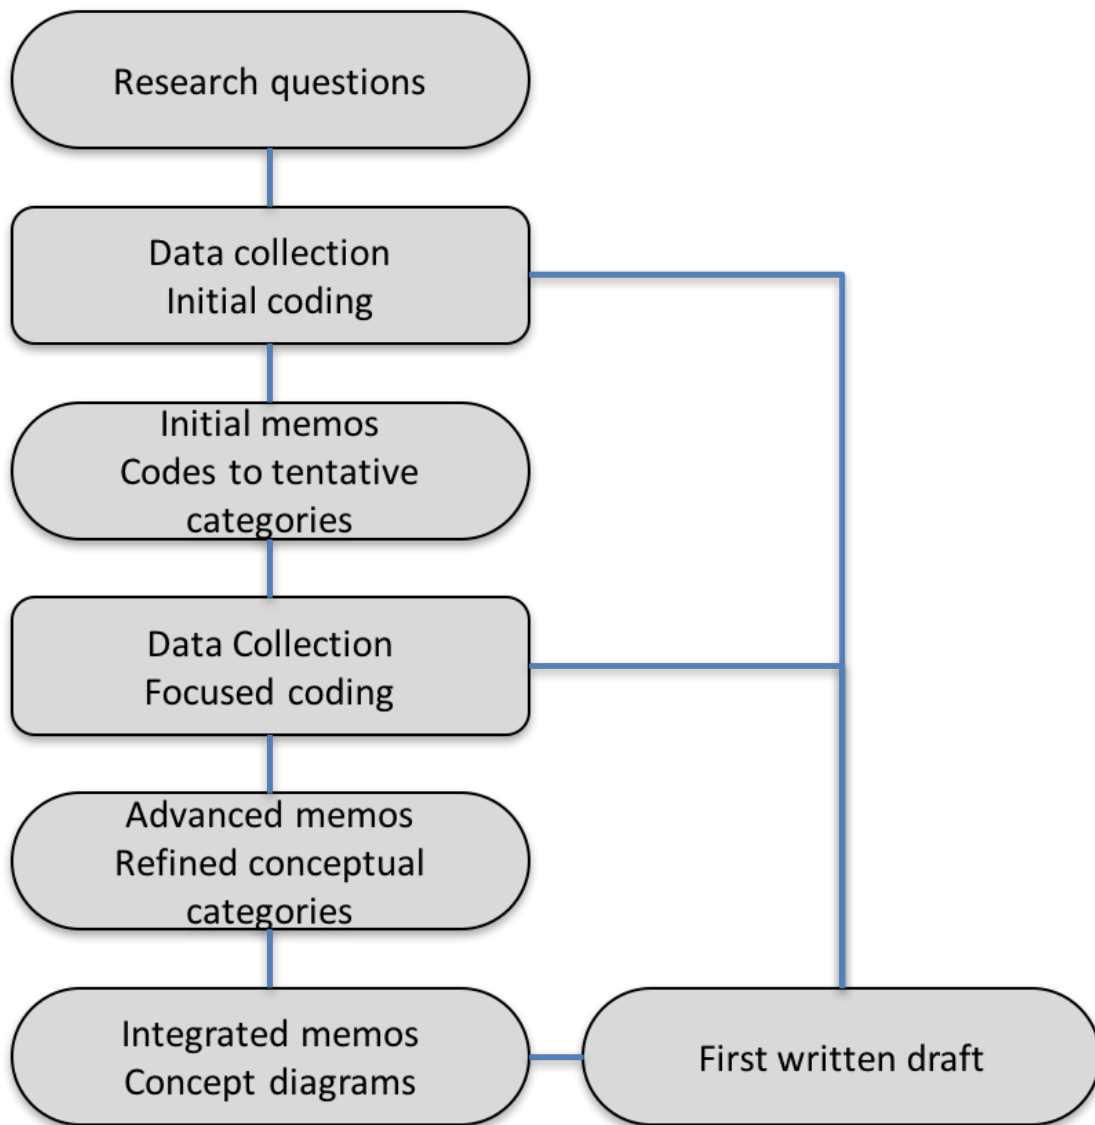 Research questions
Data collection
Initial coding
Initial memos
Codes to tentative
categories
Data Collection
Focused coding
Advanced memos
Refined conceptual
categories
Integrated memos
Concept diagrams
First written draft